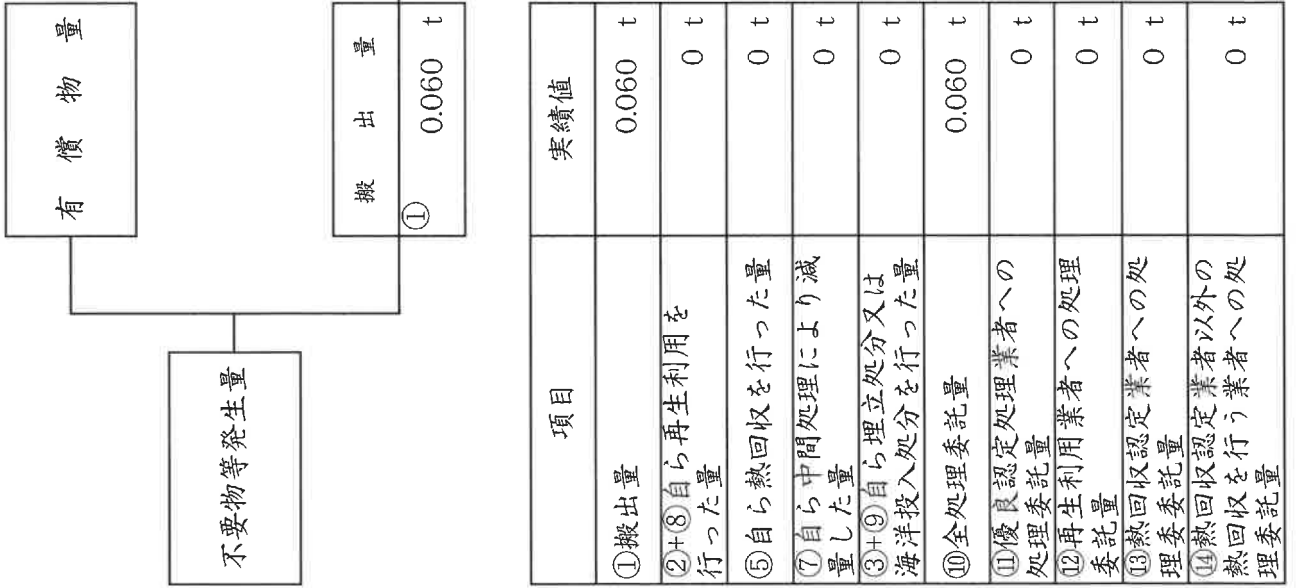 有償物量
不要物等発生量
搬出量
① 0.060 t
項目 実績値
①搬出量 0.060 t
②+⑧自ら再生利用を
行った量 0 t
⑤自ら熱回収を行った量 0 t
⑦自ら中間処理により減
量した量 0 t
③+⑨自ら埋立処分又は
海洋投入処分を行った量 0 t
⑩全処理委託量 0.060 t
⑪優良認定処理業者への
処理委託量 0 t
⑫再生利用業者への処理
委託量 0 t
⑬熱回収認定業者への処
理委委託量 0 t
⑭熱回収認定業者以外の
熱回収を行う業者への処
理委託量 0 t